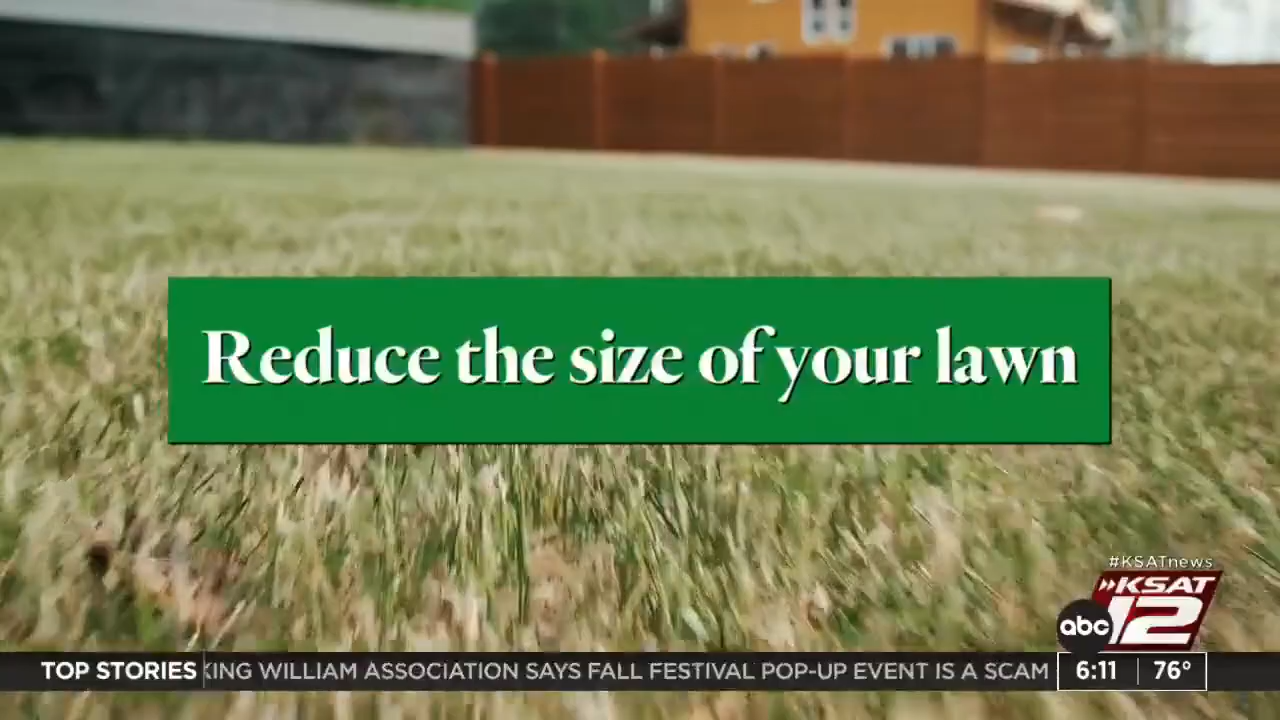 Reduce the size of your lawn
#KSATnews
KSAT
abc 12
TOP STORIES KING WILLIAM ASSOCIATION SAYS FALL FESTIVAL POP-UP EVENT IS A SCAM 6:11 76°